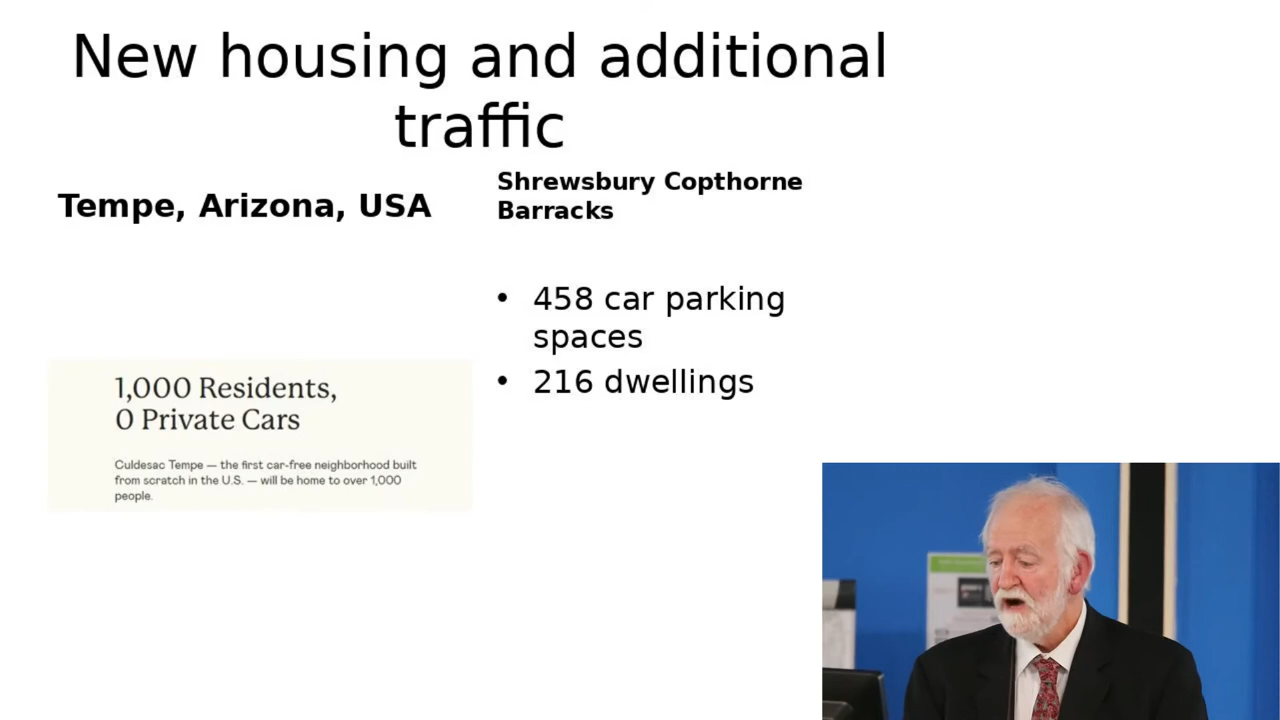 New housing and additional
traffic
Tempe, Arizona, USA
Shrewsbury Copthorne
Barracks
• 458 car parking
spaces
• 216 dwellings
1,000 Residents,
0 Private Cars
Culdesac Tempe — the first car-free neighborhood built
from scratch in the U.S. — will be home to over 1,000
people.